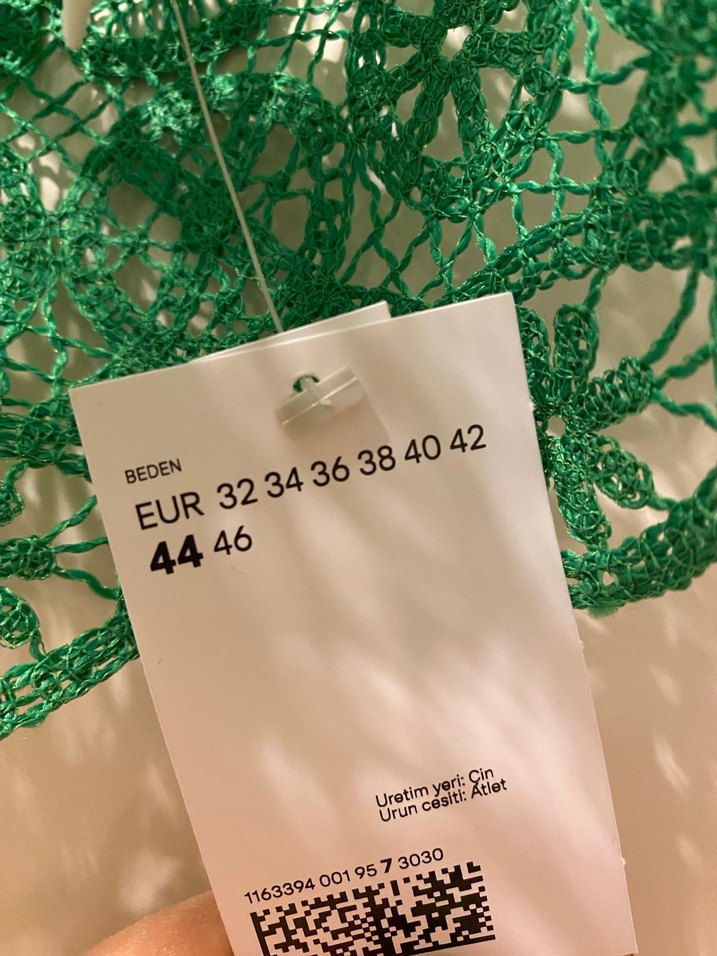 BEDEN
EUR 32 34 36 38 40 42
44 46
Uretim yeri: Çin
Urun cesiti: Atlet
1163394 001 95 7 3030